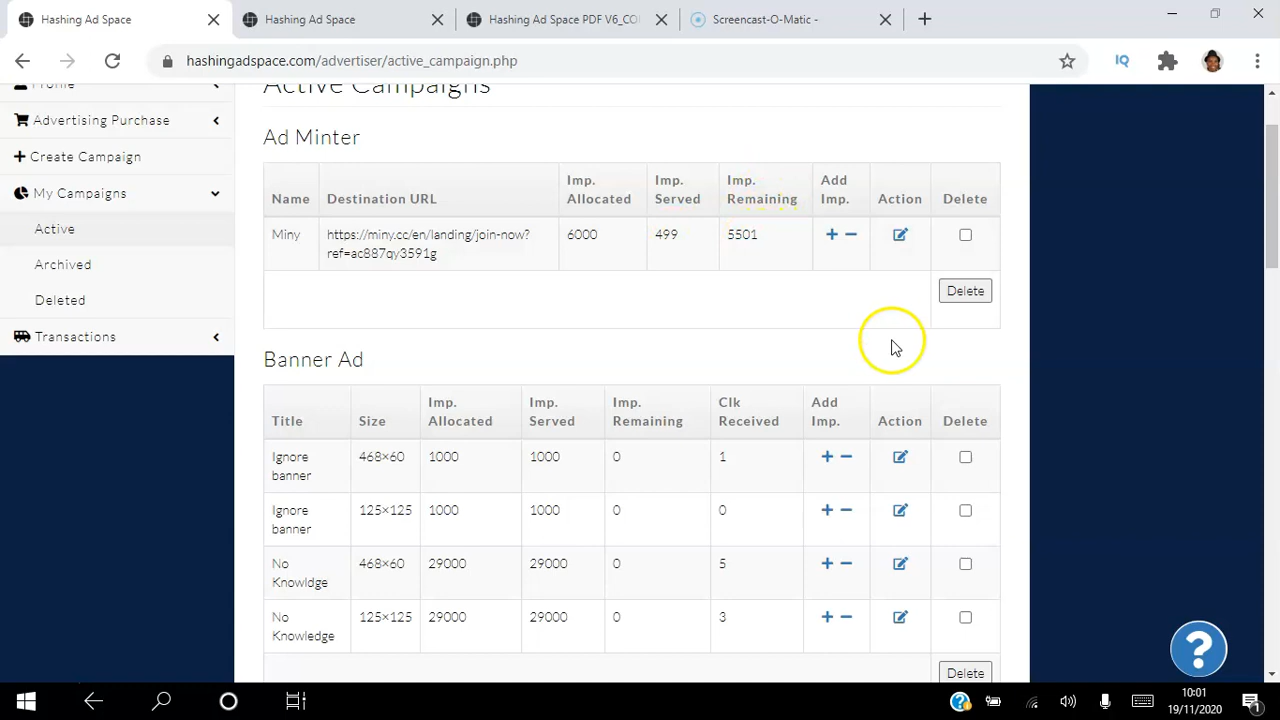 Hashing Ad Space
Hashing Ad Space
Hashing Ad Space PDF V6_CO
Screencast-O-Matic -
hashingadspace.com/advertiser/active_campaign.php
IQ
Profile
Advertising Purchase
Create Campaign
My Campaigns
Active
Archived
Deleted
Transactions
Active Campaigns
Ad Minter
Name Destination URL Imp. Allocated Imp. Served Imp. Remaining Add Imp. Action Delete
Miny https://miny.cc/en/landing/join-now? 6000 499 5501
ref=ac887qy3591g
Delete
Banner Ad
Title Size Imp. Allocated Imp. Served Imp. Remaining Clk Received Add Imp. Action Delete
Ignore banner 468×60 1000 1000 0 1
Ignore banner 125×125 1000 1000 0 0
No Knowldge 468×60 29000 29000 0 5
No Knowledge 125×125 29000 29000 0 3
Delete
?
10:01
19/11/2020
1